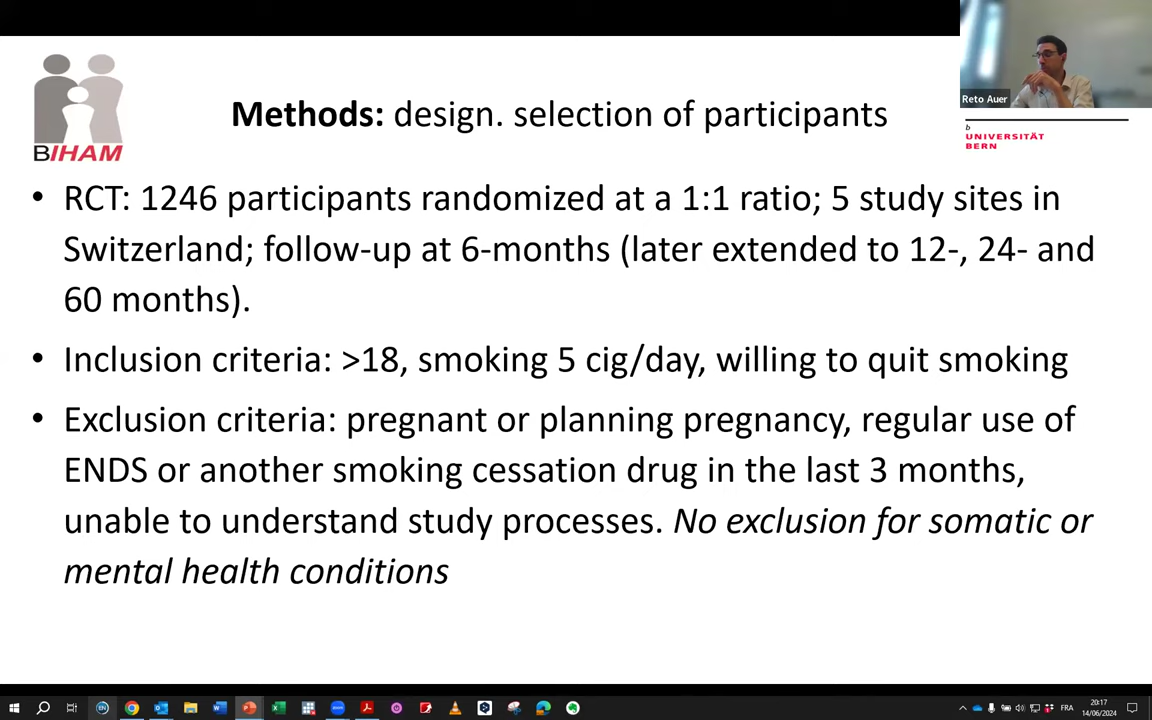 Reto Auer
BIHAM
Methods: design. selection of participants
b
UNIVERSITÄT
BERN
• RCT: 1246 participants randomized at a 1:1 ratio; 5 study sites in
Switzerland; follow-up at 6-months (later extended to 12-, 24- and
60 months).
• Inclusion criteria: >18, smoking 5 cig/day, willing to quit smoking
• Exclusion criteria: pregnant or planning pregnancy, regular use of
ENDS or another smoking cessation drug in the last 3 months,
unable to understand study processes. No exclusion for somatic or
mental health conditions
EN
FRA
20:17
14/06/2024